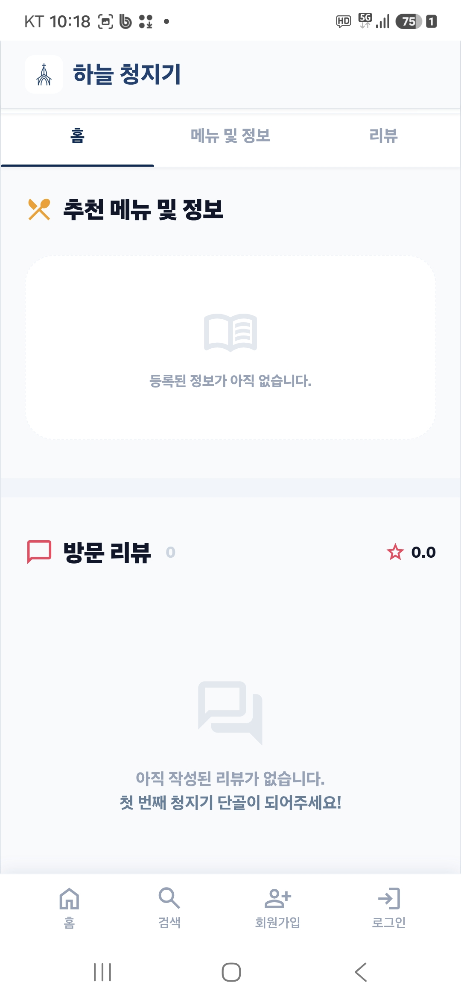 KT 10:18
HD 5G 75 1
하늘 청지기
홈 메뉴 및 정보 리뷰
추천 메뉴 및 정보
등록된 정보가 아직 없습니다.
방문 리뷰 0 0.0
아직 작성된 리뷰가 없습니다.
첫 번째 청지기 단골이 되어주세요!
홈 검색 회원가입 로그인